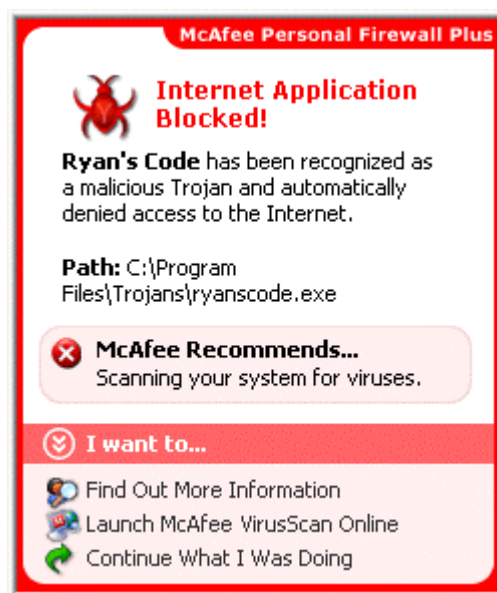 McAfee Personal Firewall Plus
Internet Application
Blocked!
Ryan's Code has been recognized as
a malicious Trojan and automatically
denied access to the Internet.
Path: C:\Program
Files\Trojans\ryanscode.exe
McAfee Recommends...
Scanning your system for viruses.
I want to...
Find Out More Information
Launch McAfee VirusScan Online
Continue What I Was Doing